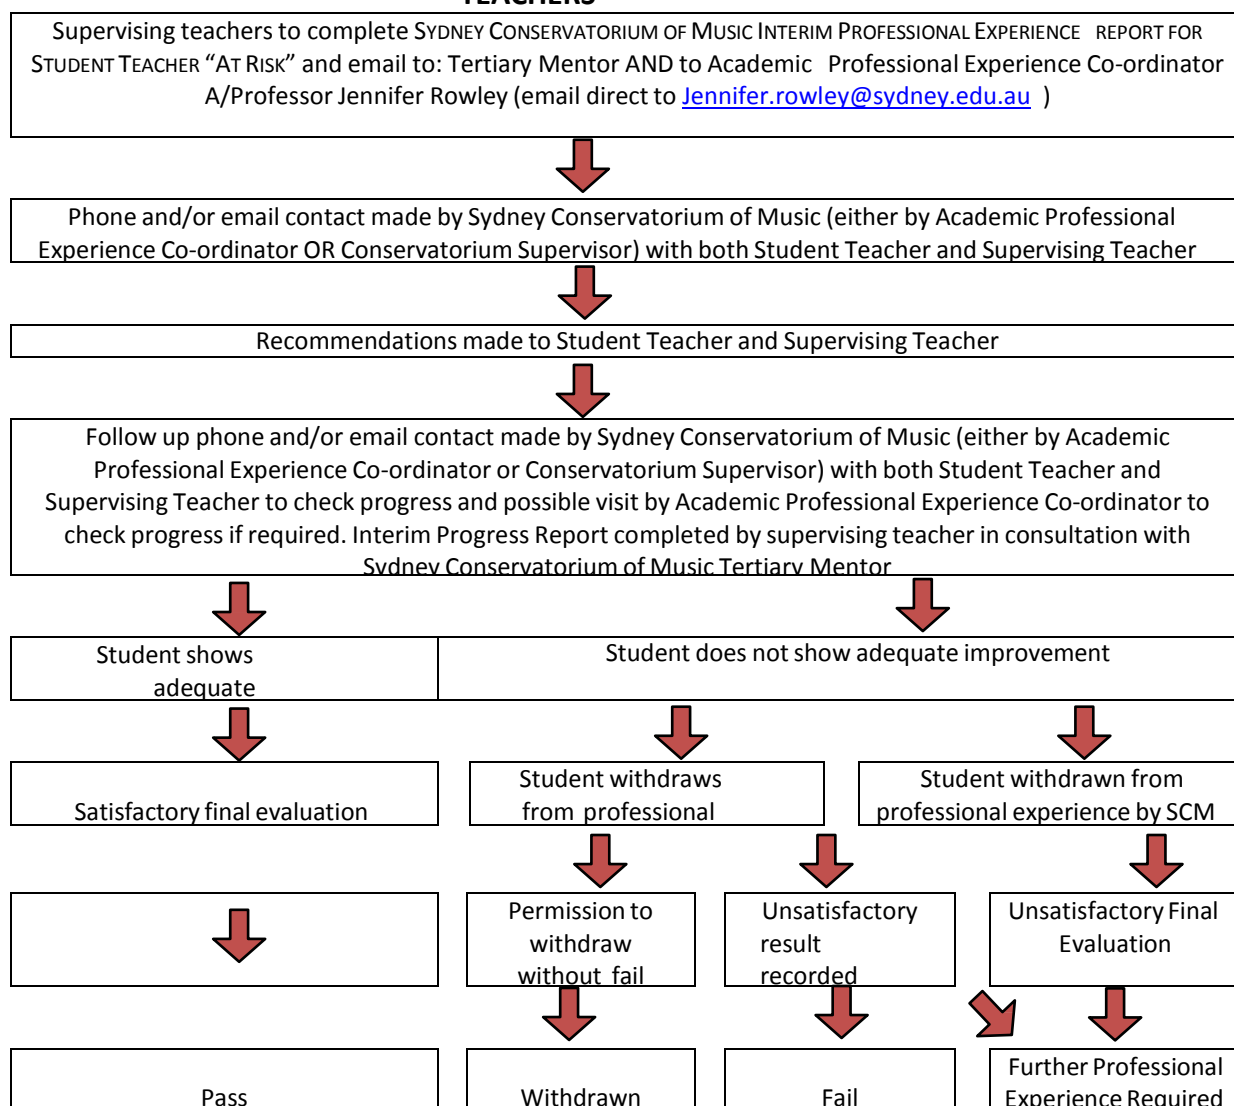 TEACHERS
Supervising teachers to complete SYDNEY CONSERVATORIUM OF MUSIC INTERIM PROFESSIONAL EXPERIENCE REPORT FOR
STUDENT TEACHER “AT RISK” and email to: Tertiary Mentor AND to Academic Professional Experience Co-ordinator
A/Professor Jennifer Rowley (email direct to Jennifer.rowley@sydney.edu.au )
Phone and/or email contact made by Sydney Conservatorium of Music (either by Academic Professional
Experience Co-ordinator OR Conservatorium Supervisor) with both Student Teacher and Supervising Teacher
Recommendations made to Student Teacher and Supervising Teacher
Follow up phone and/or email contact made by Sydney Conservatorium of Music (either by Academic
Professional Experience Co-ordinator or Conservatorium Supervisor) with both Student Teacher and
Supervising Teacher to check progress and possible visit by Academic Professional Experience Co-ordinator to
check progress if required. Interim Progress Report completed by supervising teacher in consultation with
Sydney Conservatorium of Music Tertiary Mentor
Student shows
adequate
Student does not show adequate improvement
Satisfactory final evaluation
Student withdraws
from professional
Student withdrawn from
professional experience by SCM
Permission to
withdraw
without fail
Unsatisfactory
result
recorded
Unsatisfactory Final
Evaluation
Pass
Withdrawn
Fail
Further Professional
Experience Required